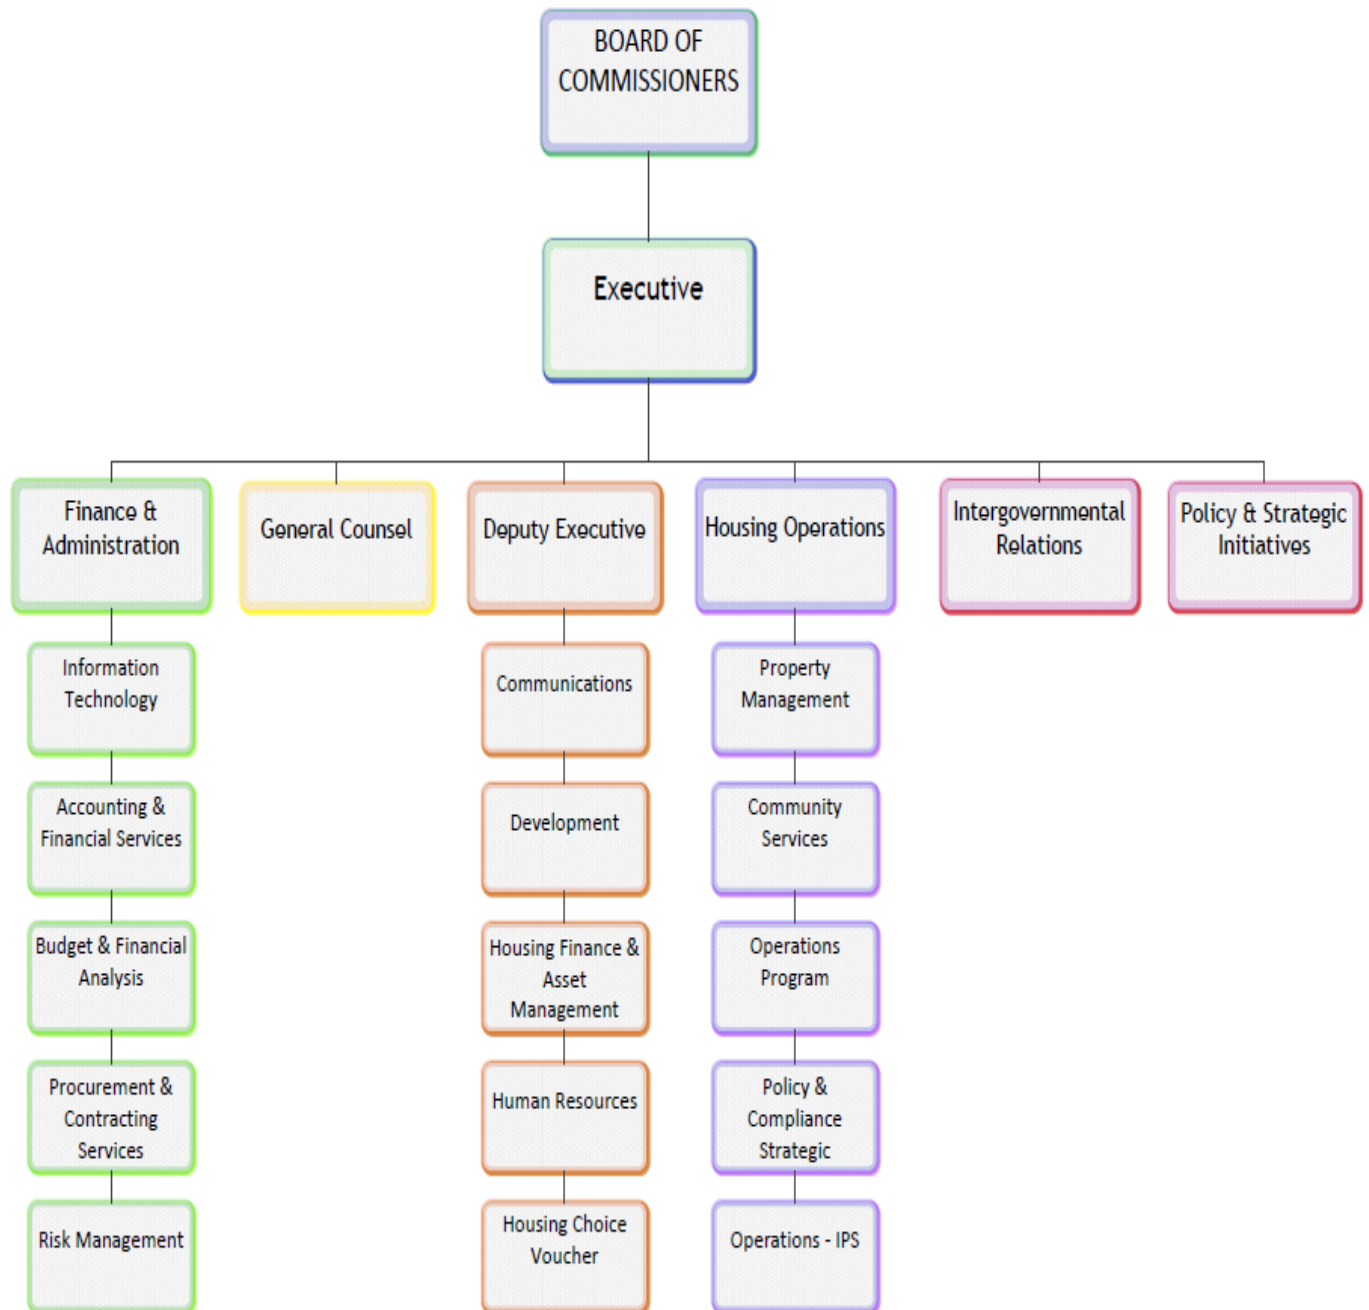 BOARD OF
COMMISSIONERS
Executive
Finance &
Administration
General Counsel
Deputy Executive
Housing Operations
Intergovernmental
Relations
Policy & Strategic
Initiatives
Information
Technology
Communications
Property
Management
Accounting &
Financial Services
Development
Community
Services
Budget & Financial
Analysis
Housing Finance &
Asset
Management
Operations
Program
Procurement &
Contracting
Services
Human Resources
Policy &
Compliance
Strategic
Risk Management
Housing Choice
Voucher
Operations - IPS